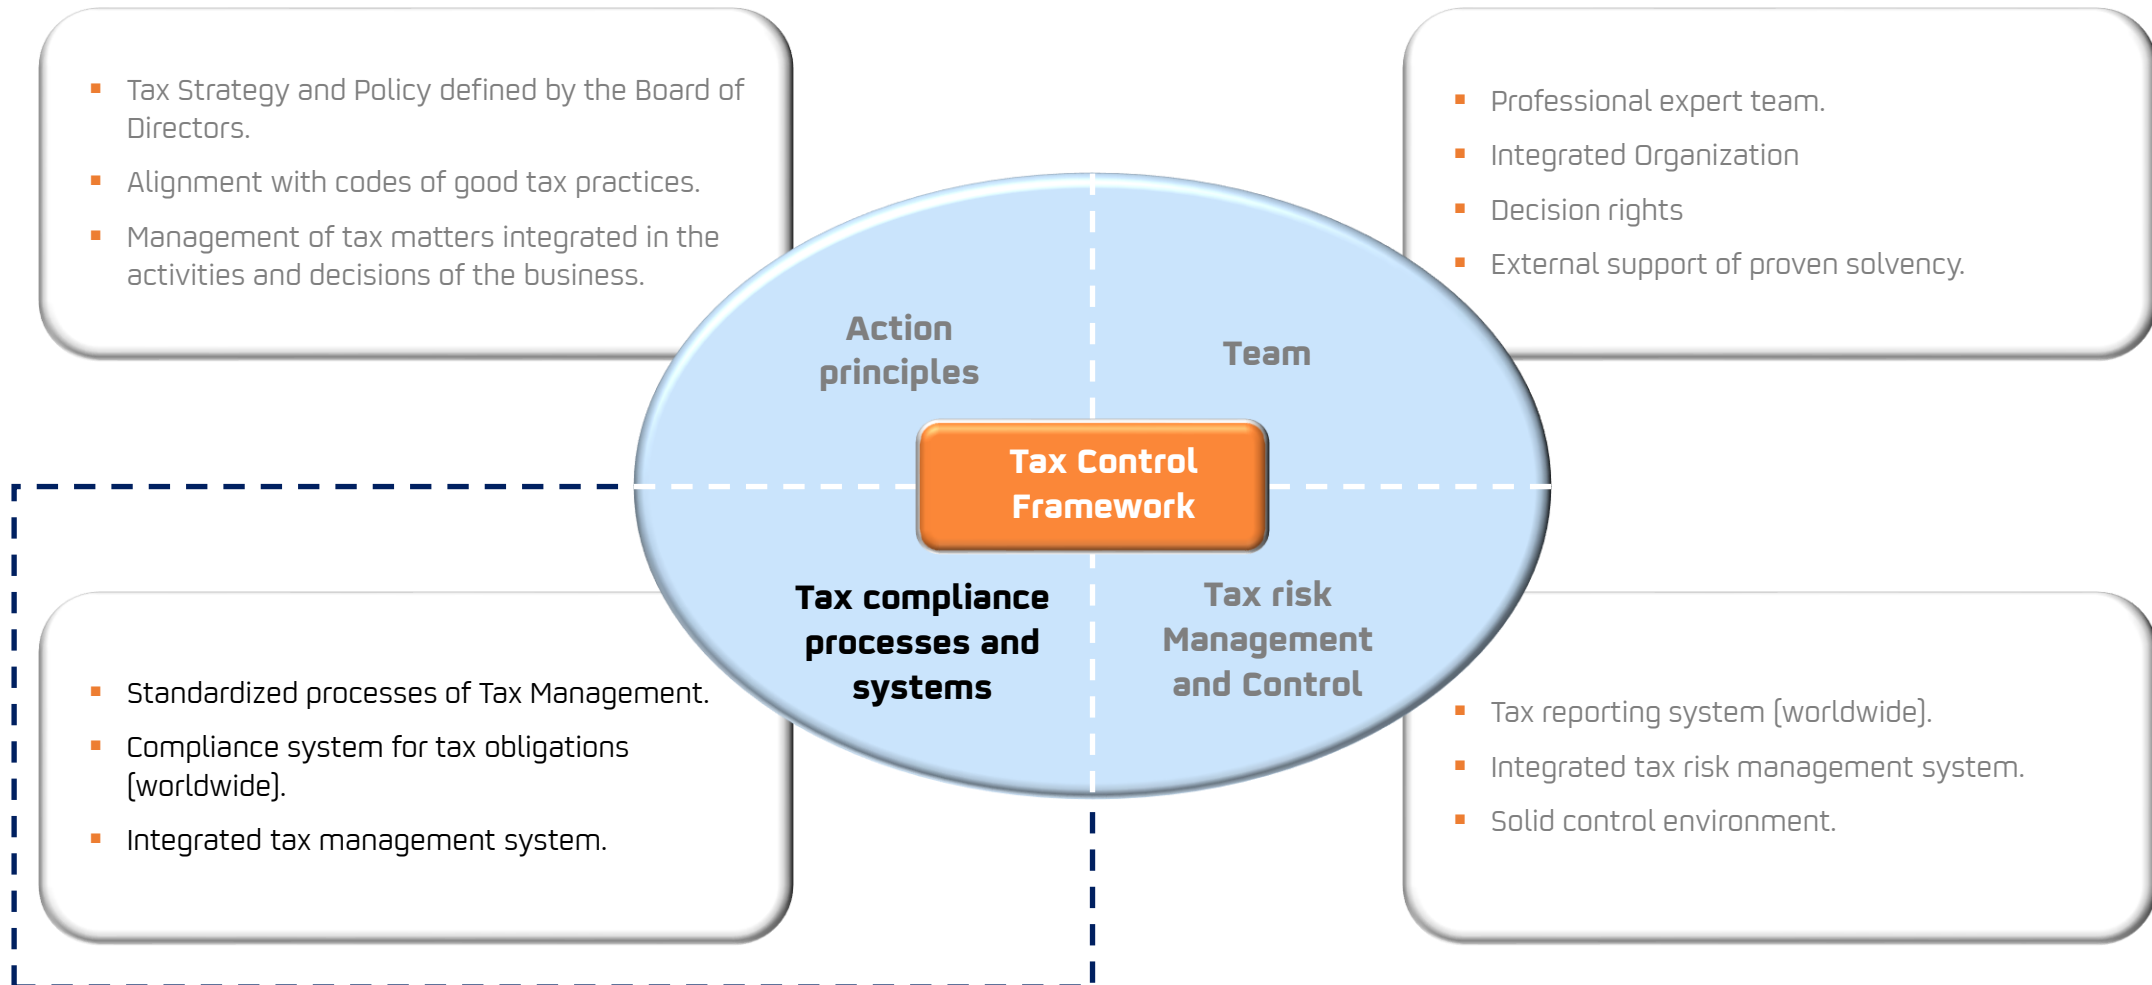 Tax Strategy and Policy defined by the Board of
Directors.
Alignment with codes of good tax practices.
Management of tax matters integrated in the
activities and decisions of the business.
Professional expert team.
Integrated Organization
Decision rights
External support of proven solvency.
Action
principles
Team
Tax Control
Framework
Tax compliance
processes and
systems
Tax risk
Management
and Control
Standardized processes of Tax Management.
Compliance system for tax obligations
(worldwide).
Integrated tax management system.
Tax reporting system (worldwide).
Integrated tax risk management system.
Solid control environment.